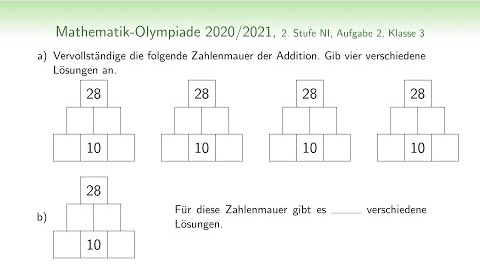 Mathematik-Olympiade 2020/2021, 2. Stufe NI, Aufgabe 2, Klasse 3
a) Vervollständige die folgende Zahlenmauer der Addition. Gib vier verschiedene
Lösungen an.
28 28 28 28
10 10 10 10
28
b) Für diese Zahlenmauer gibt es _____ verschiedene
Lösungen.
10